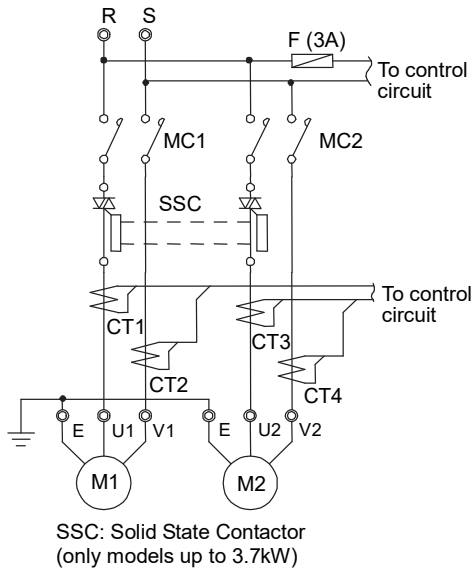 R S
F (3A)
To control
circuit
MC1 MC2
SSC
To control
circuit
CT1 CT3
CT2 CT4
E U1 V1 E U2 V2
M1 M2
SSC: Solid State Contactor
(only models up to 3.7kW)